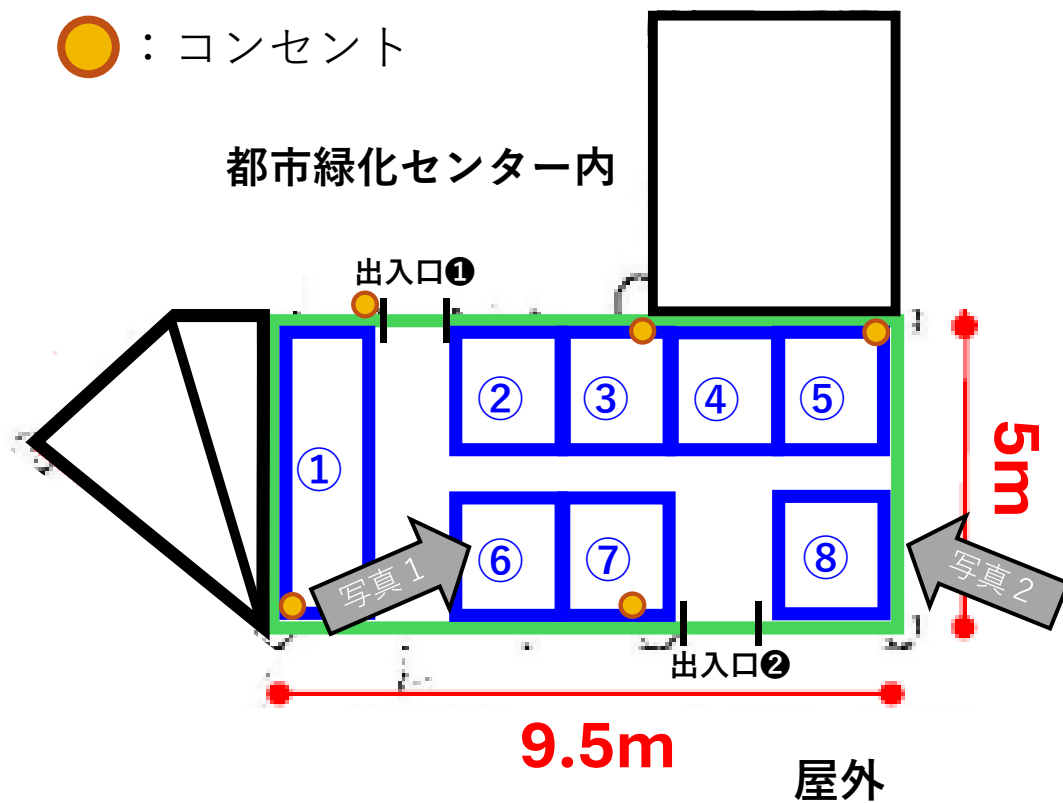 ：コンセント
都市緑化センター内
出入口❶
② ③ ④ ⑤
①
5m
⑥ ⑦ ⑧
写真１
写真２
出入口❷
9.5m
屋外